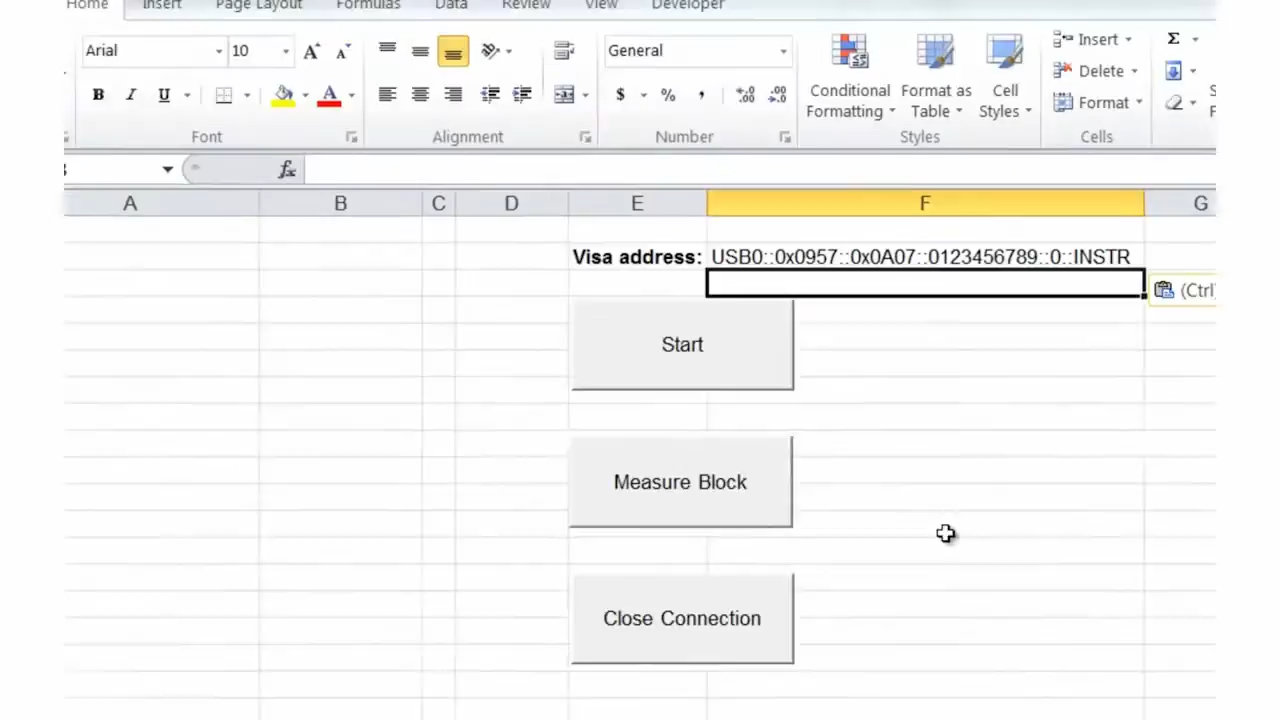 Home Insert Page Layout Formulas Data Review View Developer
Arial 10 A A General Insert Σ
Delete
B I U A $ % , .00 .00 Conditional Formatting Format as Table Cell Styles Format
Font Alignment Number Styles Cells
fx
A B C D E F G
Visa address: USB0::0x0957::0x0A07::0123456789::0::INSTR
(Ctrl)
Start
Measure Block
Close Connection